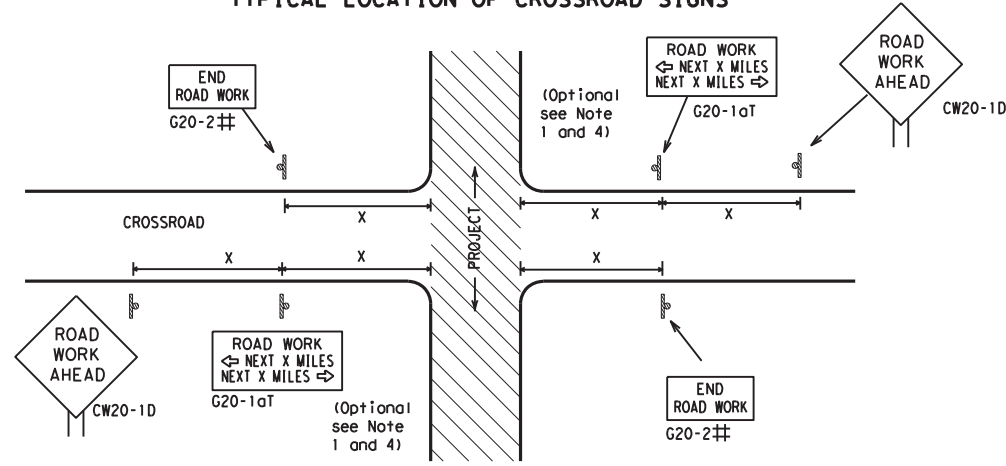 TYPICAL LOCATION OF CROSSROAD SIGNS
END
ROAD WORK
G20-2#
(Optional
see Note
1 and 4)
ROAD WORK
⇦ NEXT X MILES
NEXT X MILES ⇨
G20-1aT
ROAD
WORK
AHEAD
CW20-1D
X
X
X
CROSSROAD
PROJECT
X
X
X
ROAD
WORK
AHEAD
CW20-1D
ROAD WORK
⇦ NEXT X MILES
NEXT X MILES ⇨
G20-1aT
(Optional
see Note
1 and 4)
END
ROAD WORK
G20-2#